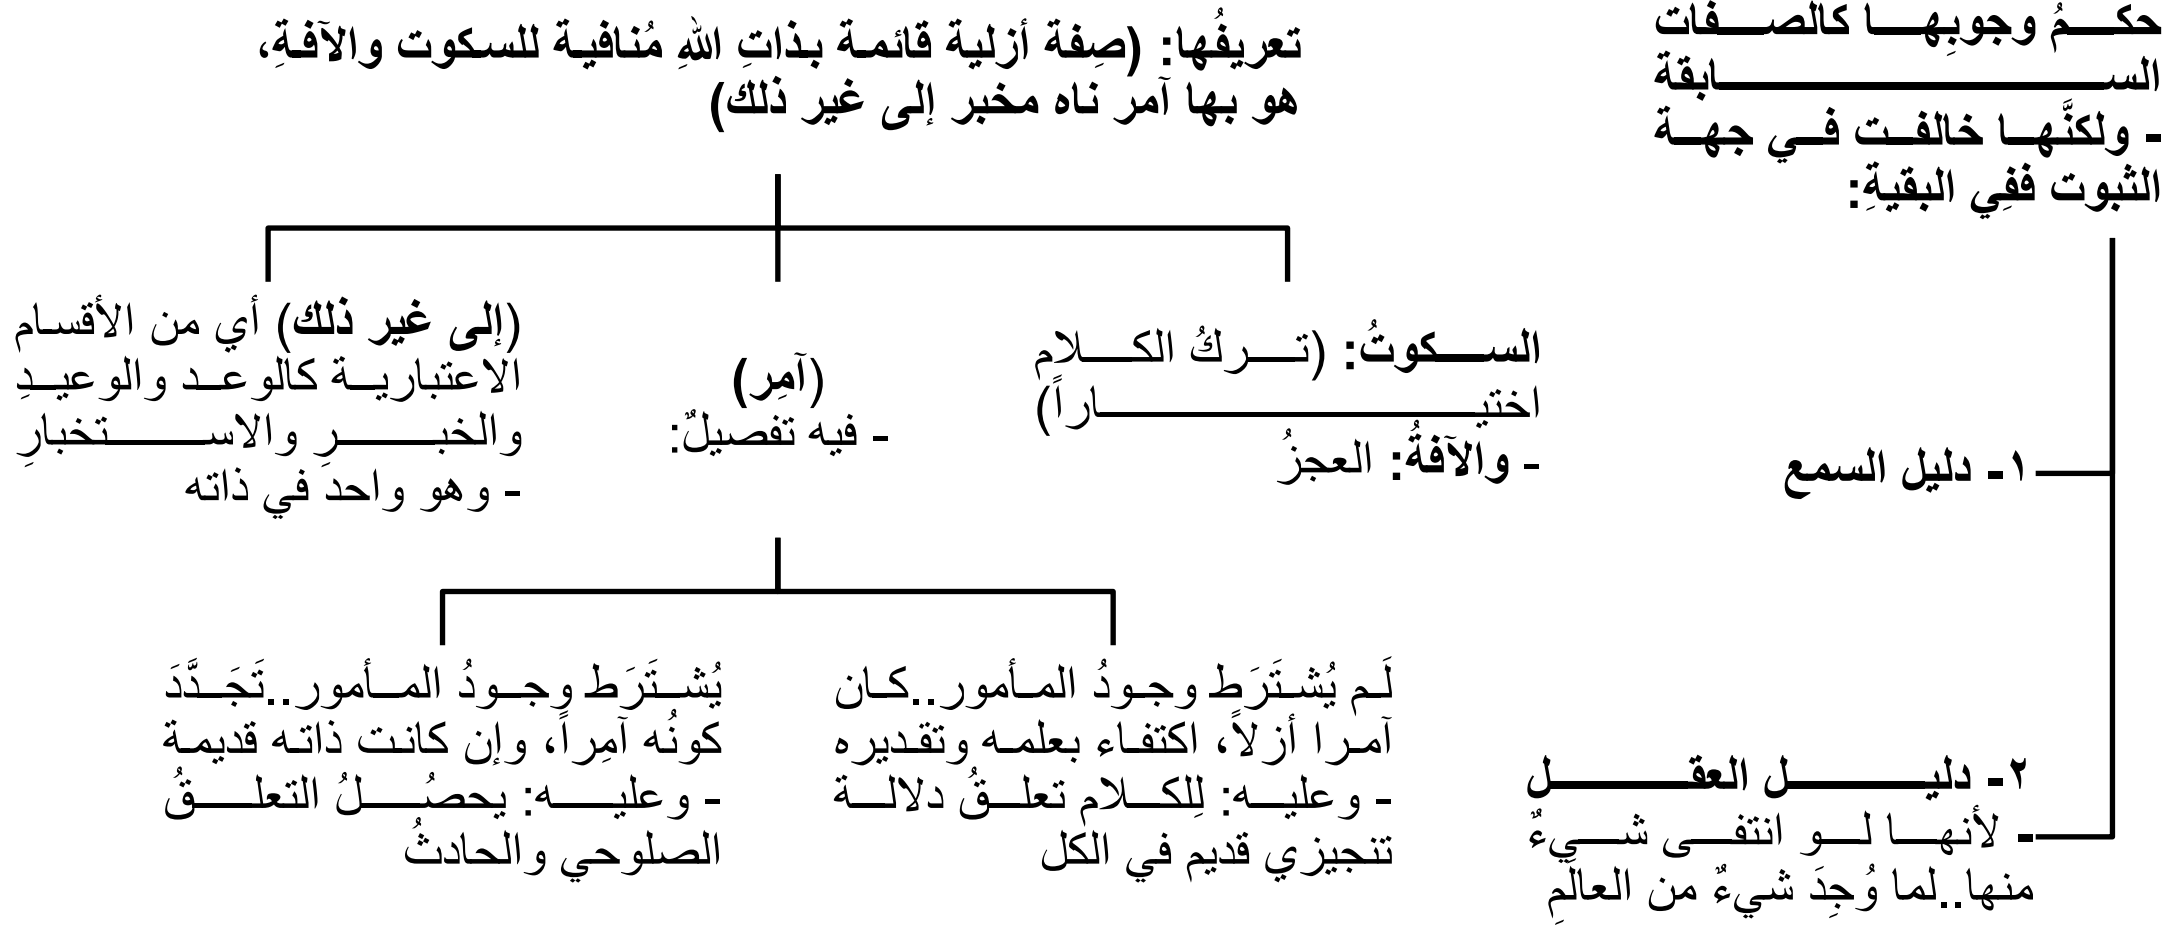 حكمُ وجوبِها كالصفات
السابقة
- ولكنَّها خالفت في جهة
الثبوت ففِي البقيةِ:
١- دليل السمع
٢- دليل العقل
- لأنها لو انتفى شيءٌ
منها..لما وُجِدَ شيءٌ من العالَمِ
تعريفُها: (صِفة أزلية قائمة بذاتِ اللهِ مُنافية للسكوت والآفةِ،
هو بها آمر ناه مخبر إلى غير ذلك)
السكوتُ: (تركُ الكلام
اختياراً)
- والآفةُ: العجزُ
(آمِر)
- فيه تفصيلٌ:
(إلى غير ذلك) أي من الأقسام
الاعتبارية كالوعد والوعيدِ
والخبرِ والاستخبارِ
- وهو واحد في ذاته
لَم يُشتَرَط وجودُ المأمور..كان
آمرا أزلاً، اكتفاء بعلمه وتقديره
- وعليه: لِلكلام تعلقُ دلالة
تنجيزي قديم في الكل
يُشتَرَط وجودُ المأمور..تَجَدَّدَ
كونُه آمِراً، وإن كانت ذاته قديمة
- وعليه: يحصُلُ التعلقُ
الصلوحي والحادثُ